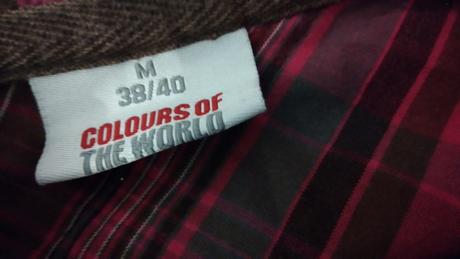 M
38/40
COLOURS OF
THE WORLD